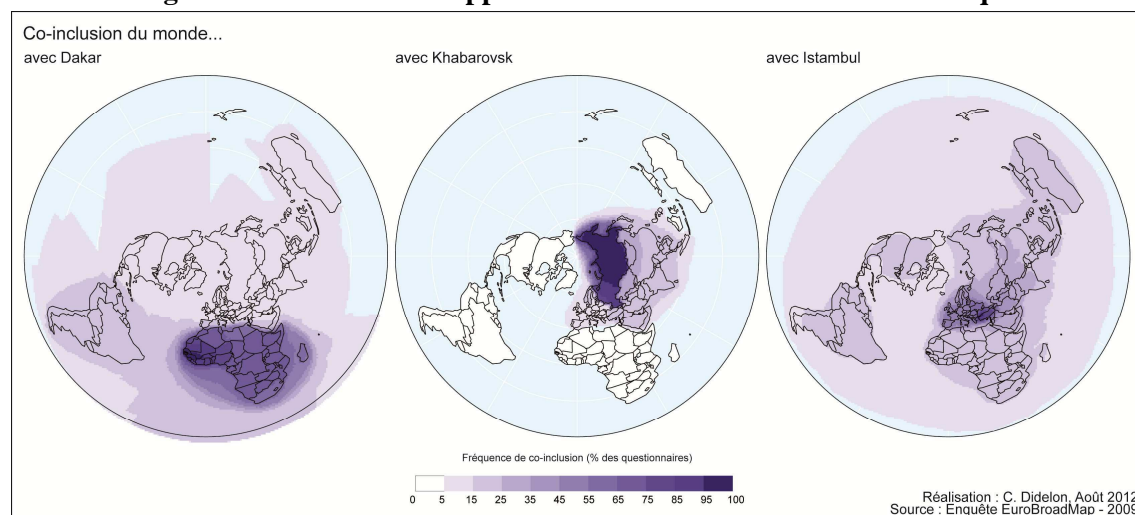 Co-inclusion du monde...
avec Dakar
avec Khabarovsk
avec Istambul
Fréquence de co-inclusion (% des questionnaires)
0 5 15 25 35 45 55 65 75 85 95 100
Réalisation : C. Didelon, Août 2012
Source : Enquête EuroBroadMap - 2009